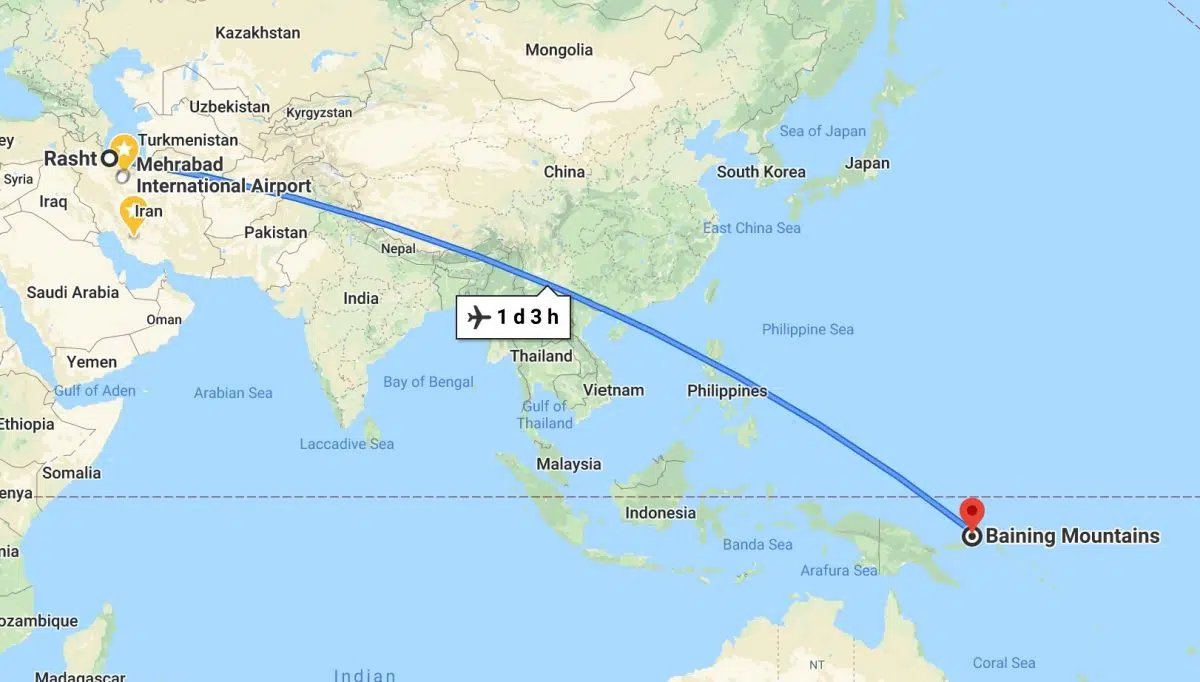 Kazakhstan
Mongolia
Uzbekistan
Kyrgyzstan
Sea of Japan
ey
Turkmenistan
Rasht
Mehrabad
International Airport
Syria
China
South Korea
Japan
Iraq
Iran
Pakistan
Nepal
East China Sea
Saudi Arabia
India
Oman
1 d 3 h
Philippine Sea
Yemen
Thailand
Gulf of Aden
Arabian Sea
Bay of Bengal
Vietnam
Philippines
Ethiopia
Gulf of
Thailand
Laccadive Sea
Malaysia
Somalia
enya
Indonesia
Baining Mountains
nia
Banda Sea
Arafura Sea
ozambique
Madagascar
Indian
NT
Coral Sea